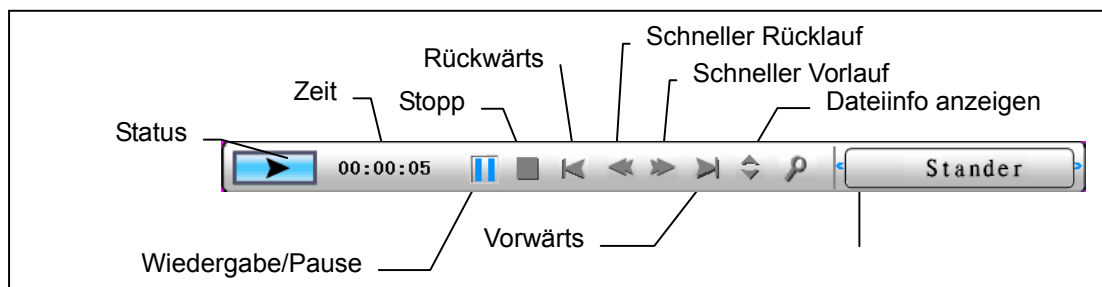 Schneller Rücklauf
Rückwärts
Schneller Vorlauf
Zeit
Stopp
Dateiinfo anzeigen
Status
00:00:05
Stander
Vorwärts
Wiedergabe/Pause